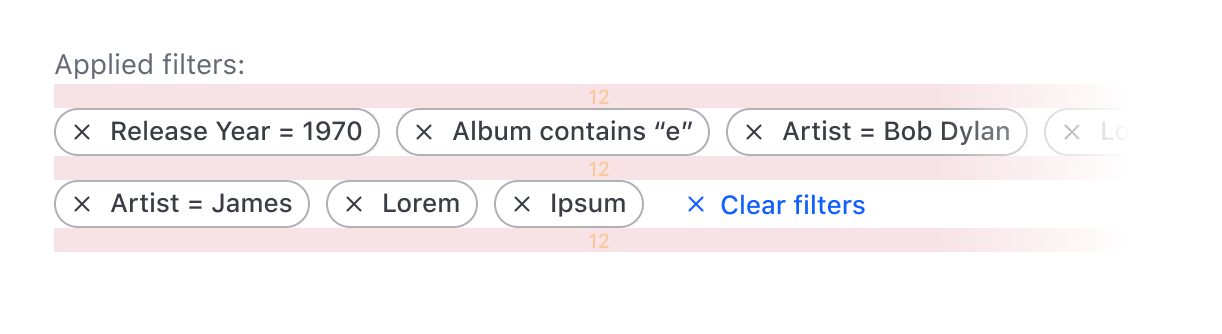 Applied filters:
12
× Release Year = 1970 × Album contains “e” × Artist = Bob Dylan × Lo
12
× Artist = James × Lorem × Ipsum × Clear filters
12